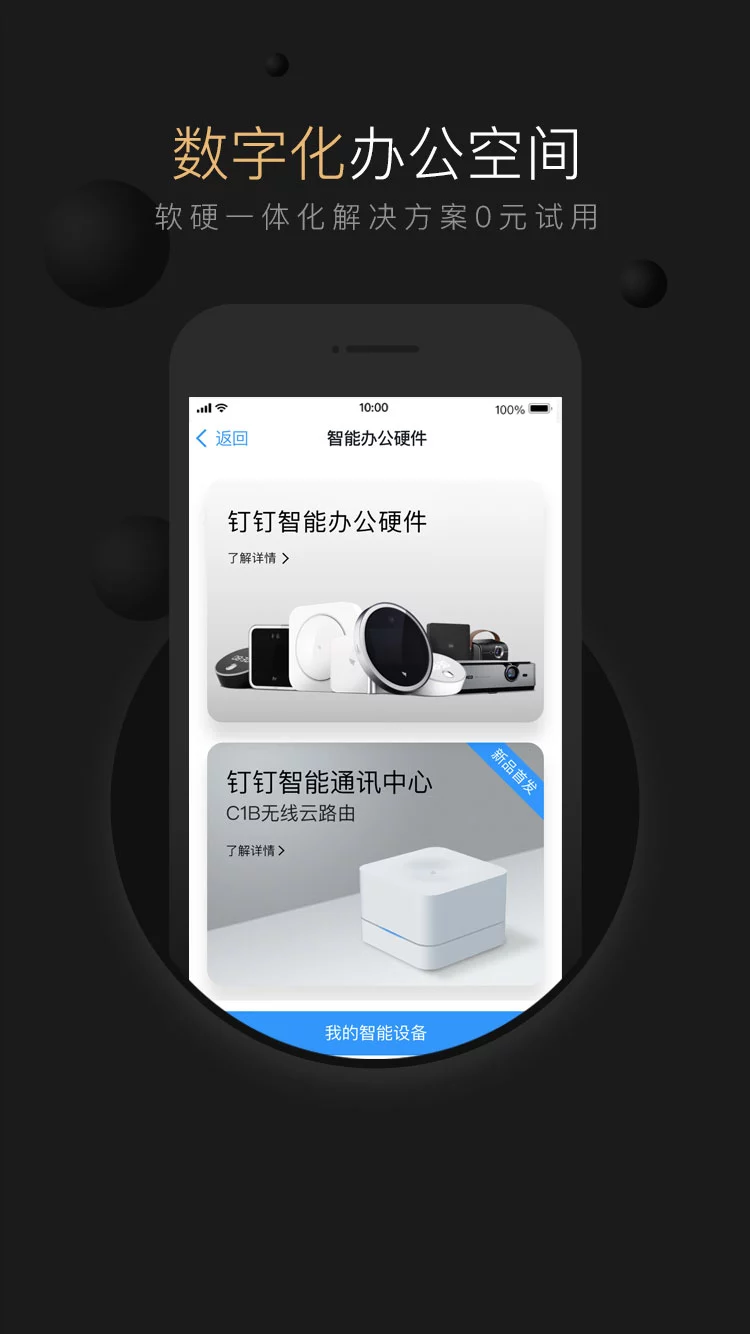 数字化办公空间
软硬一体化解决方案0元试用
10:00
100%
返回
智能办公硬件
钉钉智能办公硬件
了解详情
新品首发
钉钉智能通讯中心
C1B无线云路由
了解详情
我的智能设备